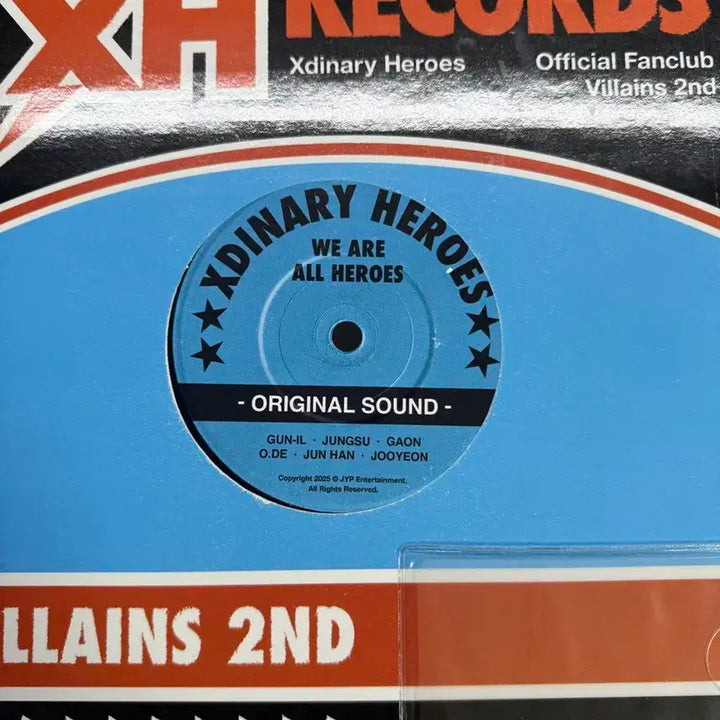 XH
RECORDS
Xdinary Heroes
Official Fanclub
Villains 2nd
XDINARY HEROES
WE ARE
ALL HEROES
- ORIGINAL SOUND -
GUN-IL · JUNGSU · GAON
O.DE · JUN HAN · JOOYEON
Copyright 2025 © JYP Entertainment.
All Rights Reserved.
LLAINS 2ND